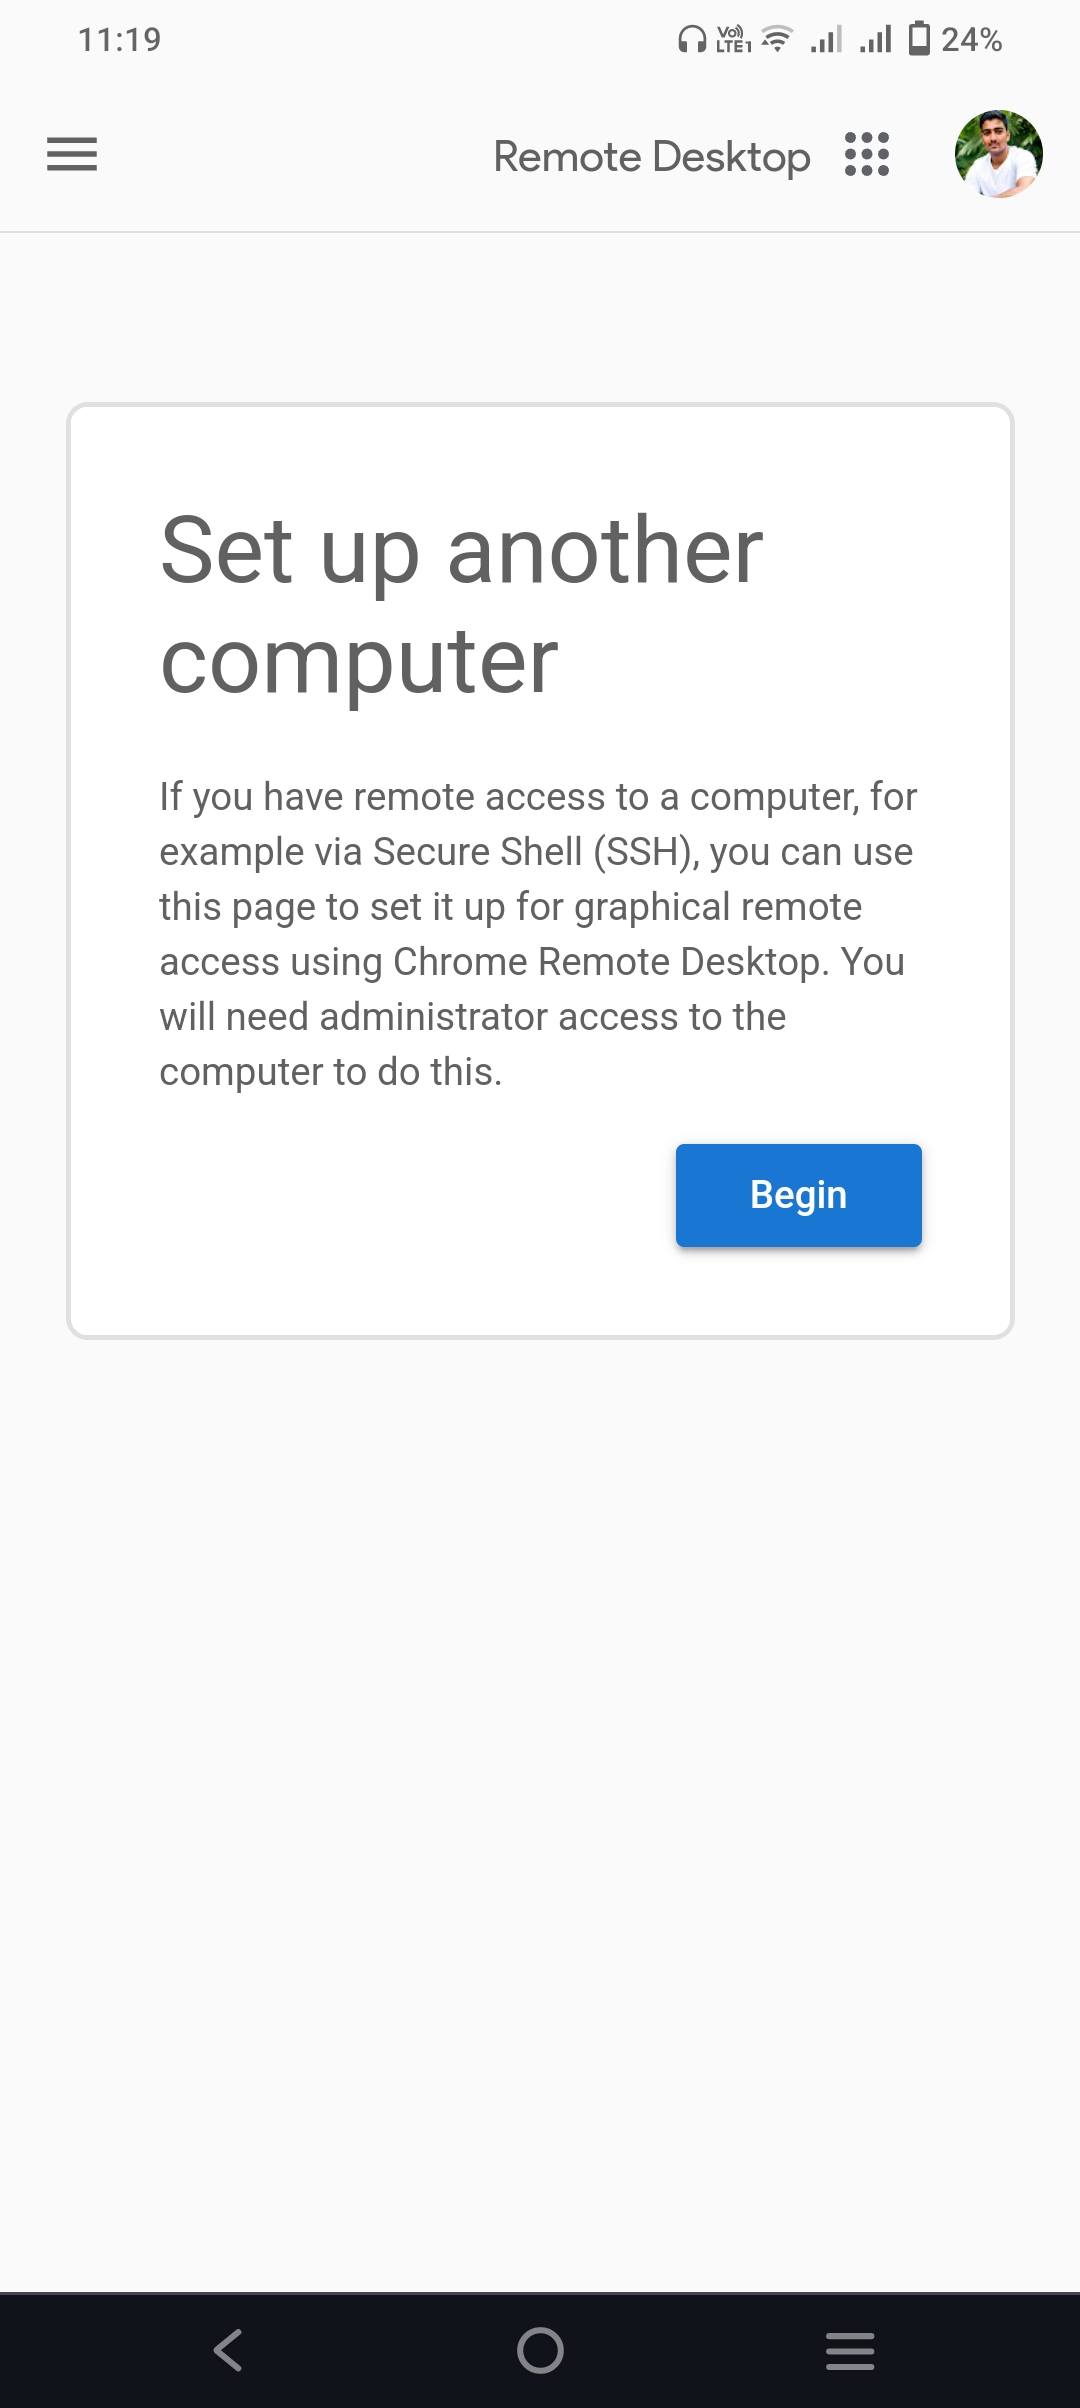 11:19
Vo)) LTE1
24%
Remote Desktop
Set up another
computer
If you have remote access to a computer, for
example via Secure Shell (SSH), you can use
this page to set it up for graphical remote
access using Chrome Remote Desktop. You
will need administrator access to the
computer to do this.
Begin